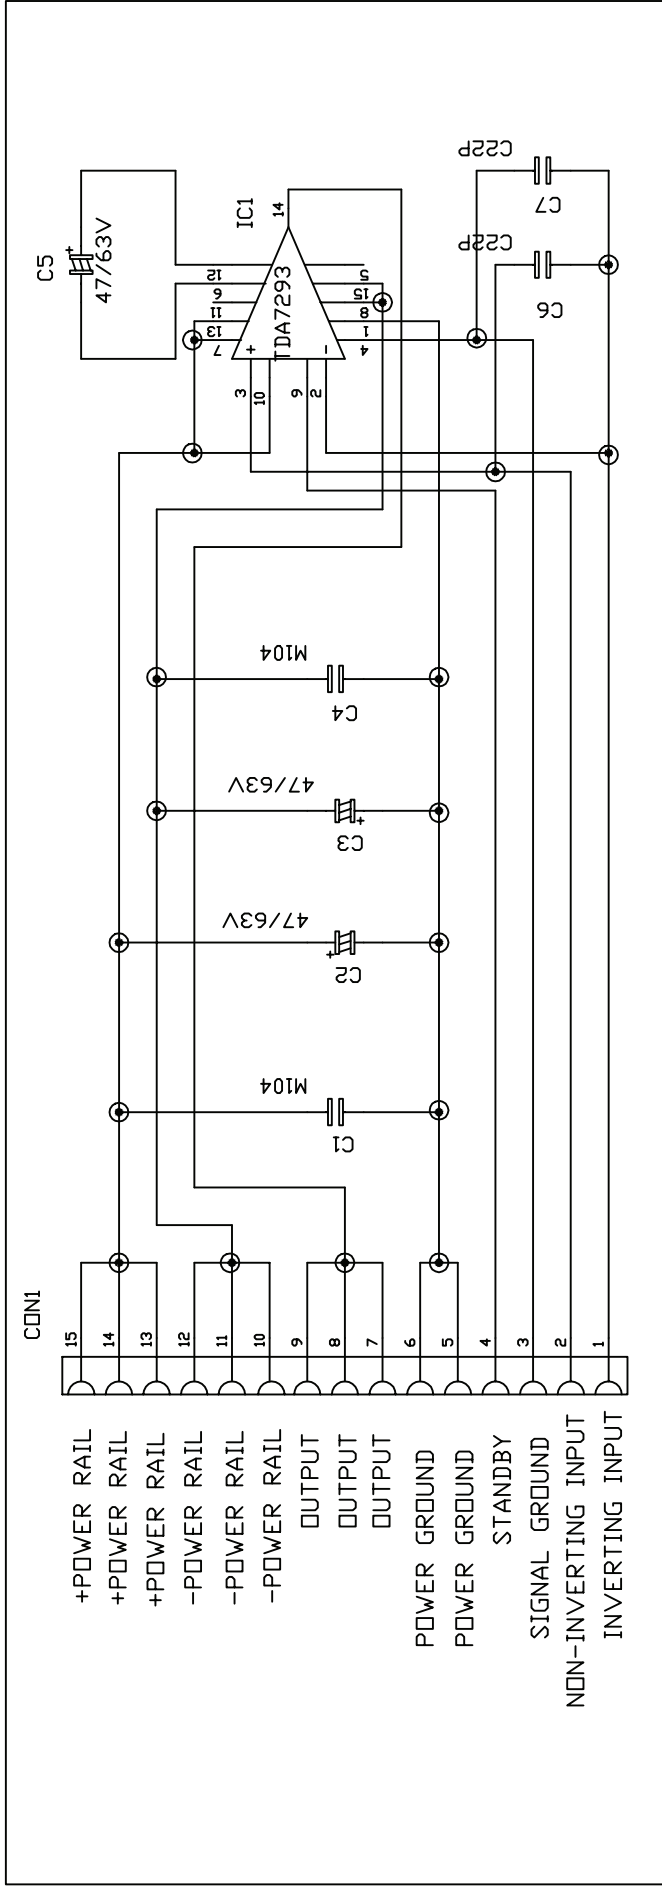 C5
47/63V
IC1
14
12
6
11
13
7
TDA7293
+
-
5
15
8
1
4
3
10
9
2
C22P
C7
C22P
C6
M104
C4
47/63V
C3
47/63V
C2
M104
C1
CON1
15
14
13
12
11
10
9
8
7
6
5
4
3
2
1
+POWER RAIL
+POWER RAIL
+POWER RAIL
-POWER RAIL
-POWER RAIL
-POWER RAIL
OUTPUT
OUTPUT
OUTPUT
POWER GROUND
POWER GROUND
STANDBY
SIGNAL GROUND
NON-INVERTING INPUT
INVERTING INPUT